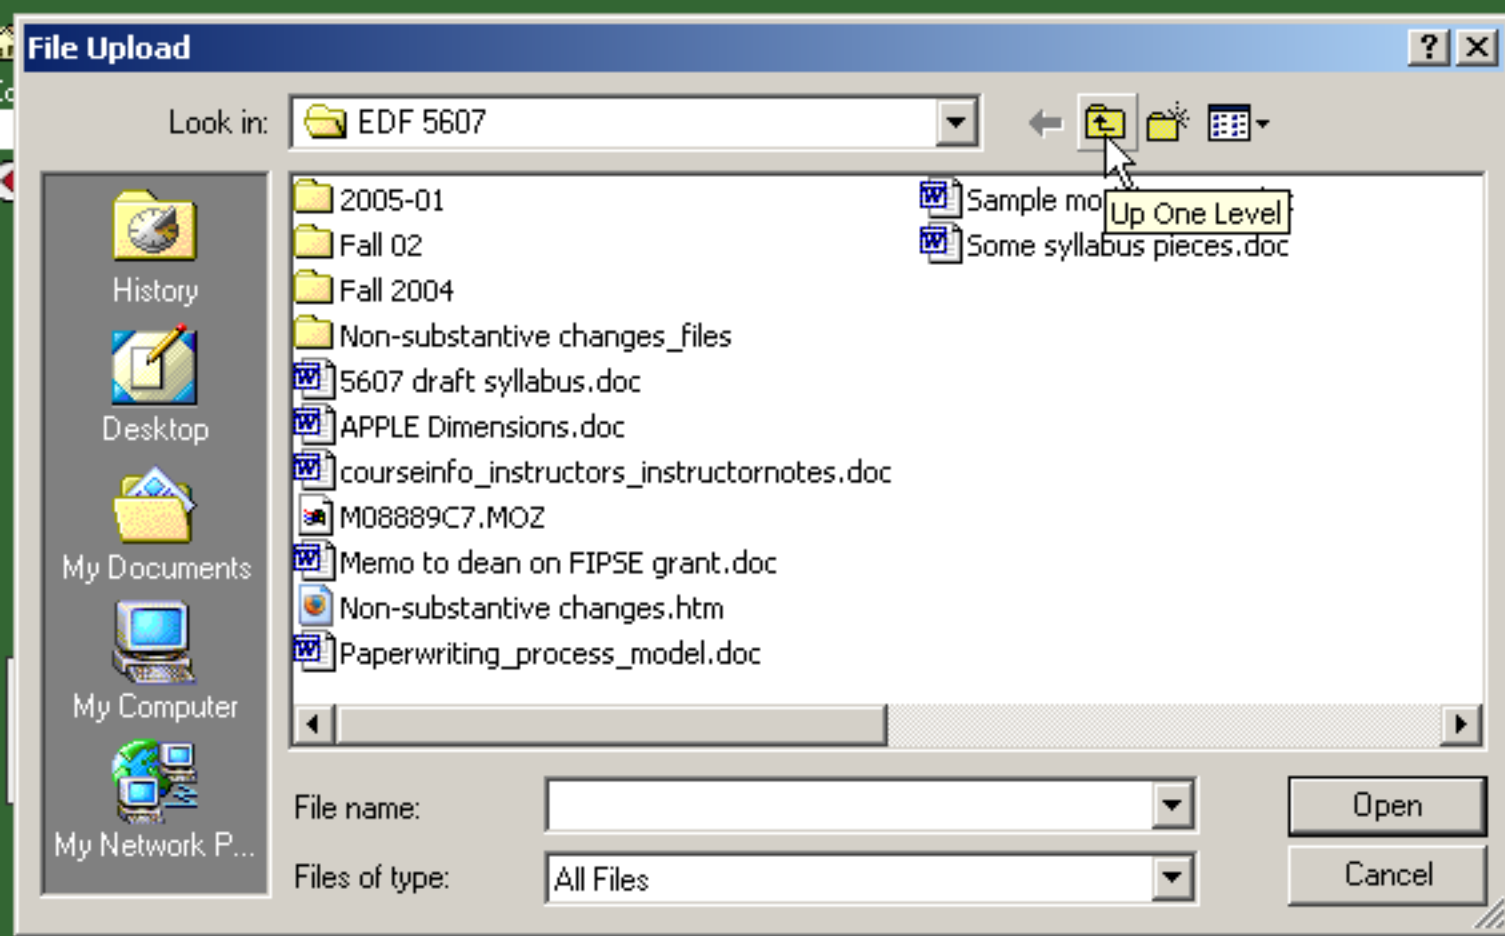 File Upload
Look in: EDF 5607
History
Desktop
My Documents
My Computer
My Network P...
2005-01
Fall 02
Fall 2004
Non-substantive changes_files
5607 draft syllabus.doc
APPLE Dimensions.doc
courseinfo_instructors_instructornotes.doc
M08889C7.MOZ
Memo to dean on FIPSE grant.doc
Non-substantive changes.htm
Paperwriting_process_model.doc
Sample
Up One Level
Some syllabus pieces.doc
File name:
Open
Files of type: All Files
Cancel